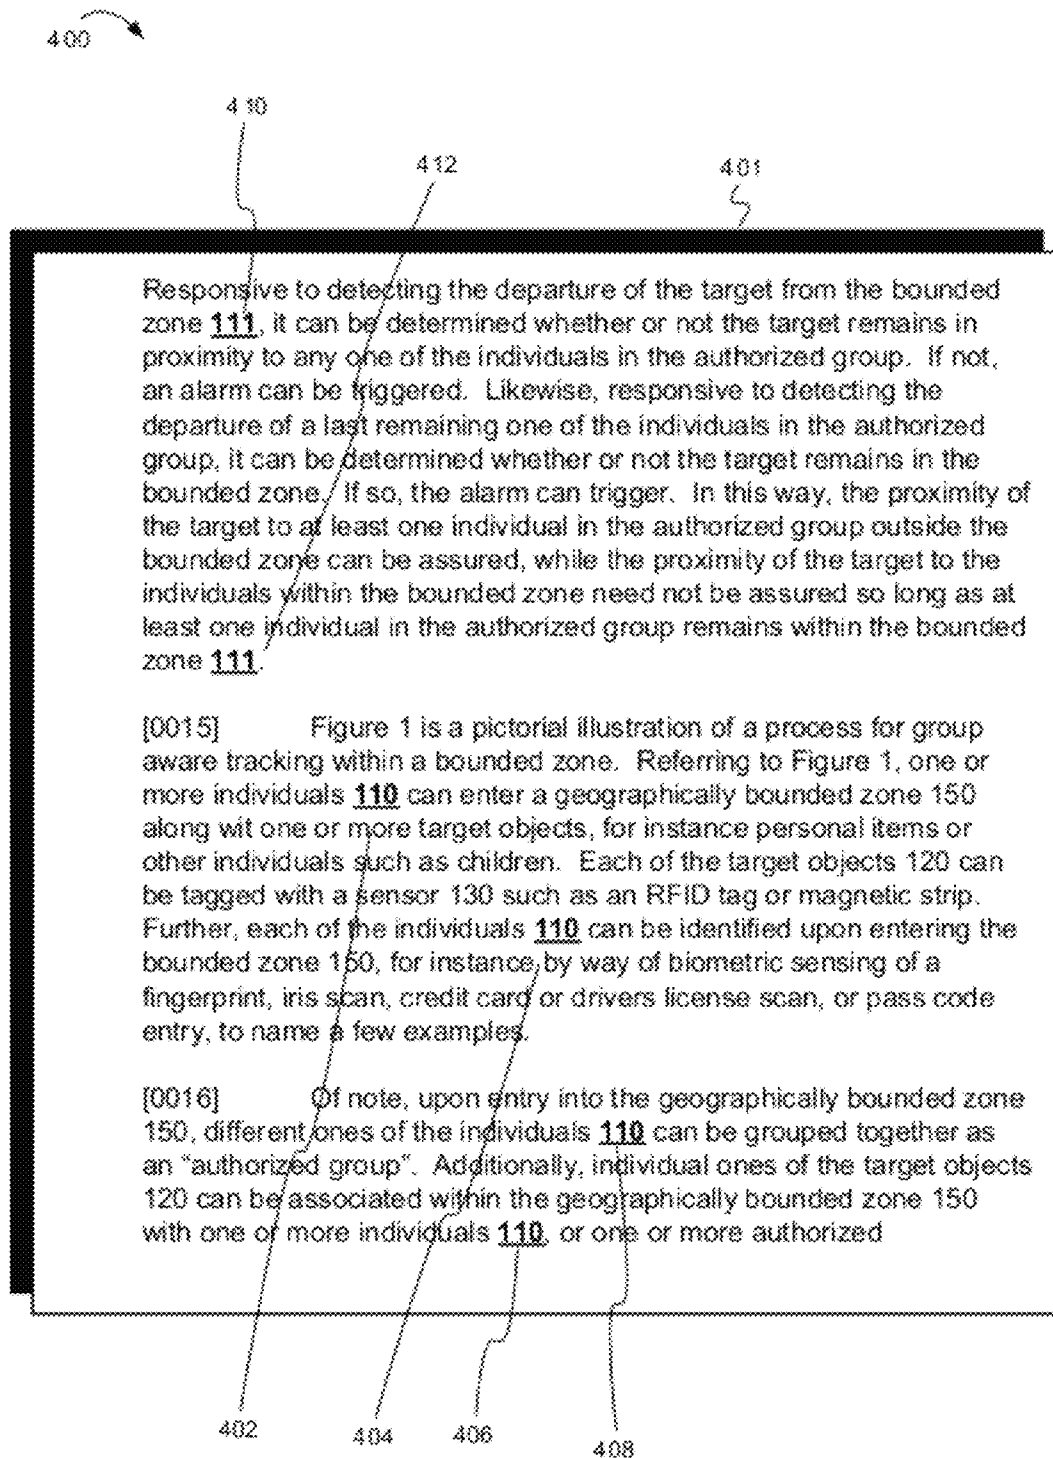 400
410
412
401
Responsive to detecting the departure of the target from the bounded
zone 111, it can be determined whether or not the target remains in
proximity to any one of the individuals in the authorized group.  If not,
an alarm can be triggered.  Likewise, responsive to detecting the
departure of a last remaining one of the individuals in the authorized
group, it can be determined whether or not the target remains in the
bounded zone.  If so, the alarm can trigger.  In this way, the proximity of
the target to at least one individual in the authorized group outside the
bounded zone can be assured, while the proximity of the target to the
individuals within the bounded zone need not be assured so long as at
least one individual in the authorized group remains within the bounded
zone 111.
[0015] Figure 1 is a pictorial illustration of a process for group
aware tracking within a bounded zone.  Referring to Figure 1, one or
more individuals 110 can enter a geographically bounded zone 150
along wit one or more target objects, for instance personal items or
other individuals such as children.  Each of the target objects 120 can
be tagged with a sensor 130 such as an RFID tag or magnetic strip.
Further, each of the individuals 110 can be identified upon entering the
bounded zone 150, for instance by way of biometric sensing of a
fingerprint, iris scan, credit card or drivers license scan, or pass code
entry, to name a few examples.
[0016] Of note, upon entry into the geographically bounded zone
150, different ones of the individuals 110 can be grouped together as
an “authorized group”.  Additionally, individual ones of the target objects
120 can be associated within the geographically bounded zone 150
with one or more individuals 110, or one or more authorized
402
404
406
408